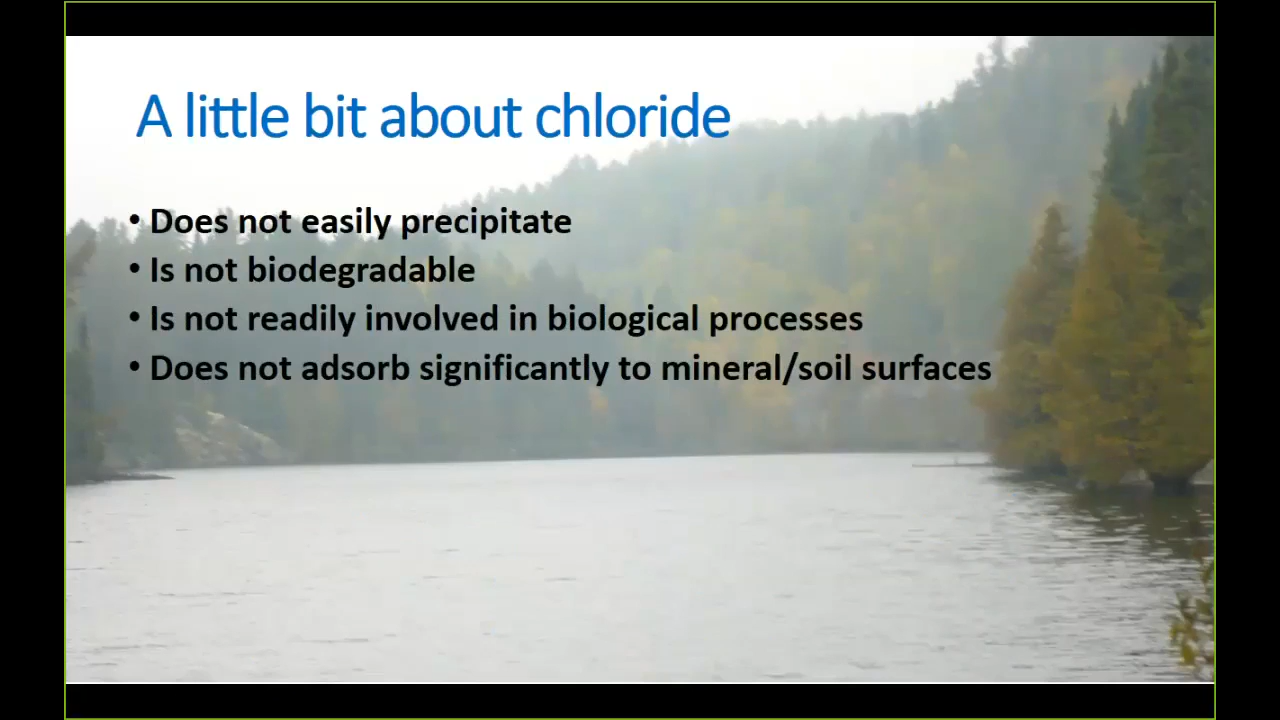 A little bit about chloride
• Does not easily precipitate
• Is not biodegradable
• Is not readily involved in biological processes
• Does not adsorb significantly to mineral/soil surfaces